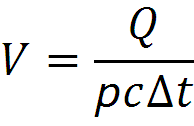 V = Q / pcΔt